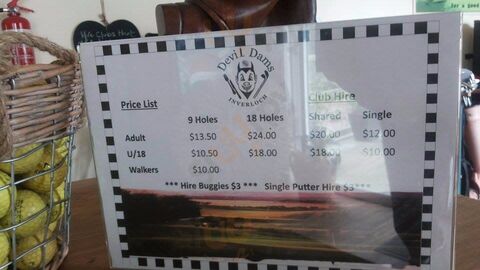 Devil Dams
INVERLOCH
Price List
Club Hire
9 Holes 18 Holes Shared Single
Adult $13.50 $24.00 $20.00 $12.00
U/18 $10.50 $18.00 $18.00 $10.00
Walkers $10.00
*** Hire Buggies $3 *** Single Putter Hire $3***